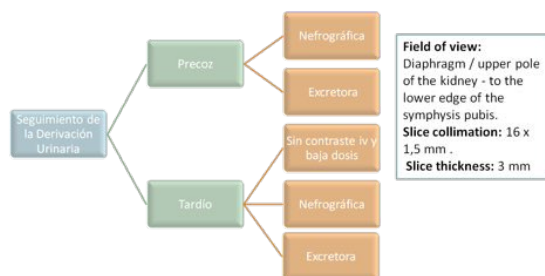 Seguimiento de
la Derivación
Urinaria
Precoz
Nefrográfica
Excretora
Tardío
Sin contraste iv y
baja dosis
Nefrográfica
Excretora
Field of view:
Diaphragm / upper pole
of the kidney - to the
lower edge of the
symphysis pubis.
Slice collimation: 16 x
1,5 mm .
Slice thickness: 3 mm